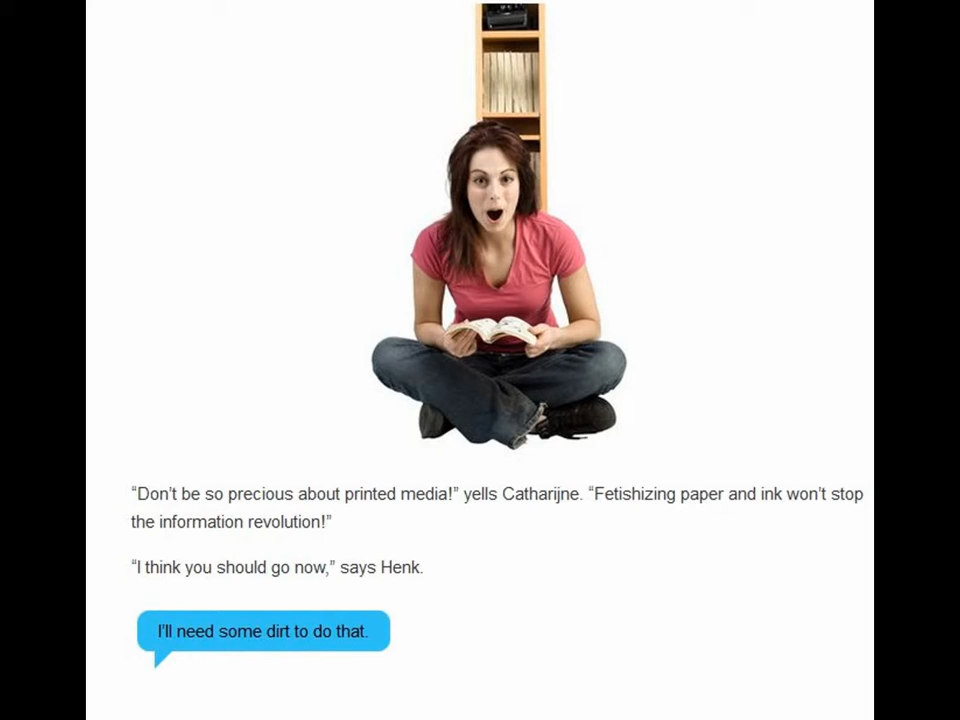 “Don’t be so precious about printed media!” yells Catharijne. “Fetishizing paper and ink won’t stop
the information revolution!”
“I think you should go now,” says Henk.
I’ll need some dirt to do that.